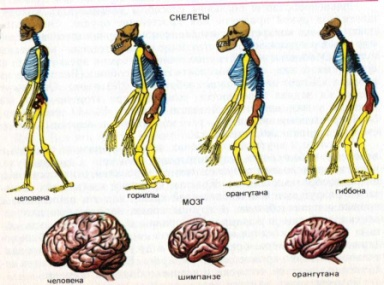 СКЕЛЕТЫ
человека
гориллы
орангутана
гиббона
МОЗГ
человека
шимпанзе
орангутана